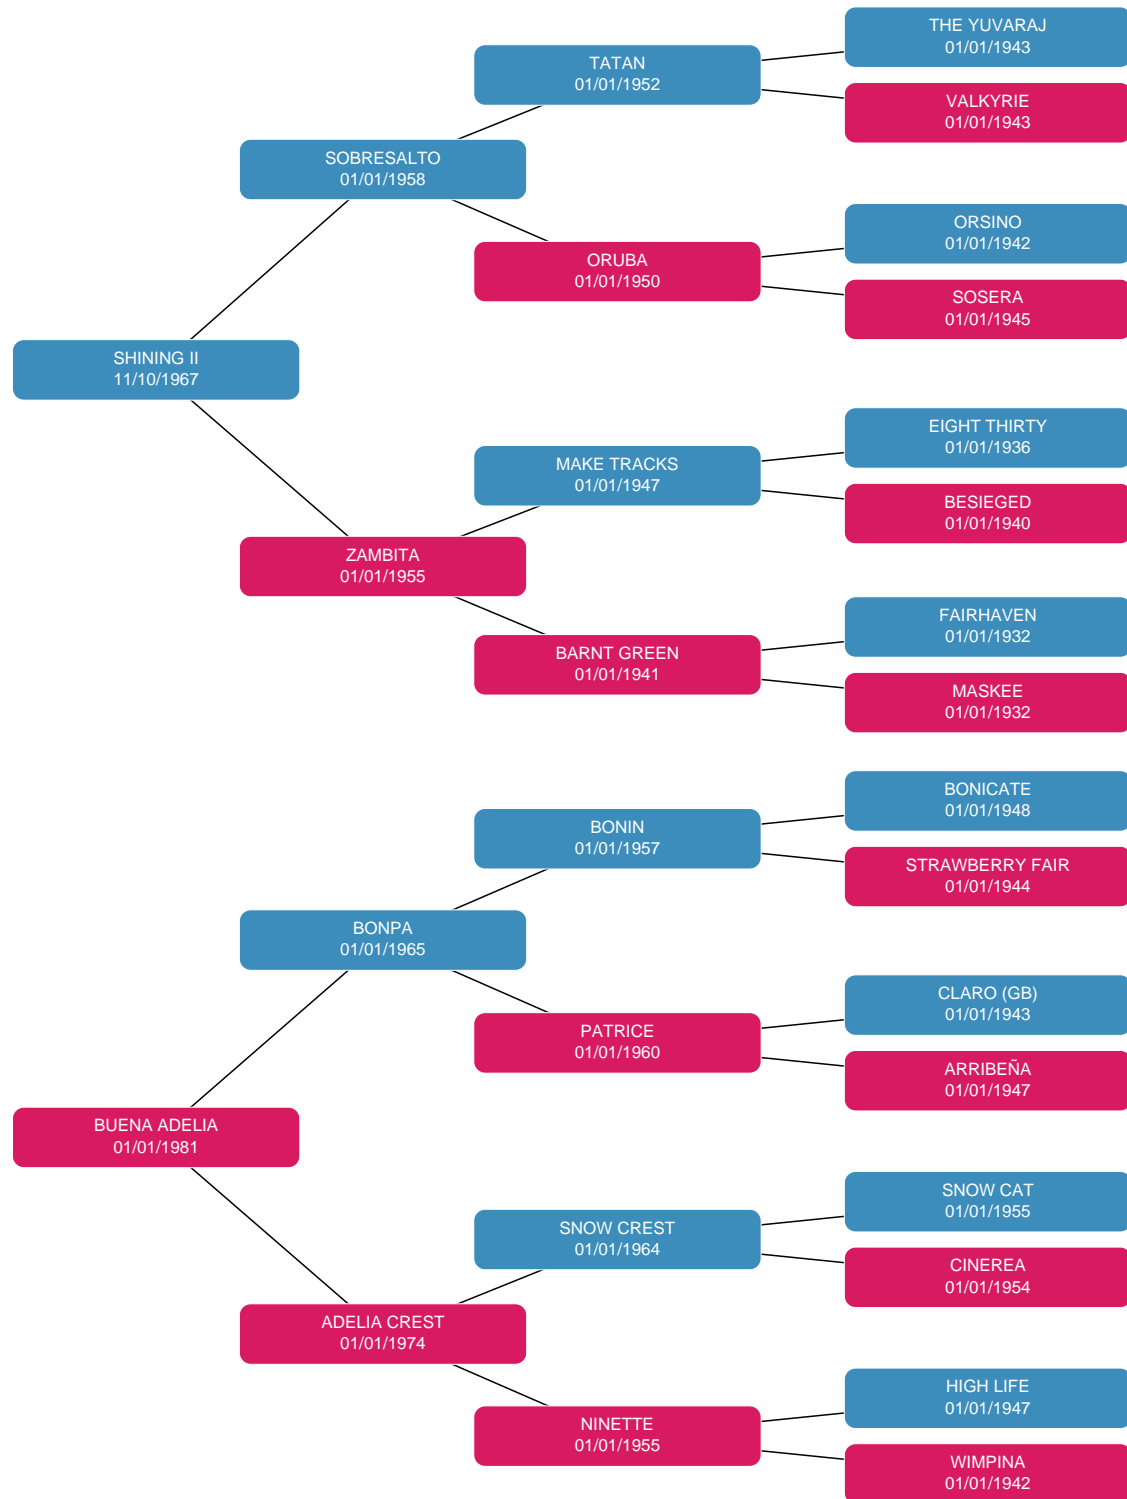 THE YUVARAJ
01/01/1943
TATAN
01/01/1952
VALKYRIE
01/01/1943
SOBRESALTO
01/01/1958
ORSINO
01/01/1942
ORUBA
01/01/1950
SOSERA
01/01/1945
SHINING II
11/10/1967
EIGHT THIRTY
01/01/1936
MAKE TRACKS
01/01/1947
BESIEGED
01/01/1940
ZAMBITA
01/01/1955
FAIRHAVEN
01/01/1932
BARNT GREEN
01/01/1941
MASKEE
01/01/1932
BONICATE
01/01/1948
BONIN
01/01/1957
STRAWBERRY FAIR
01/01/1944
BONPA
01/01/1965
CLARO (GB)
01/01/1943
PATRICE
01/01/1960
ARRIBEÑA
01/01/1947
BUENA ADELIA
01/01/1981
SNOW CAT
01/01/1955
SNOW CREST
01/01/1964
CINEREA
01/01/1954
ADELIA CREST
01/01/1974
HIGH LIFE
01/01/1947
NINETTE
01/01/1955
WIMPINA
01/01/1942